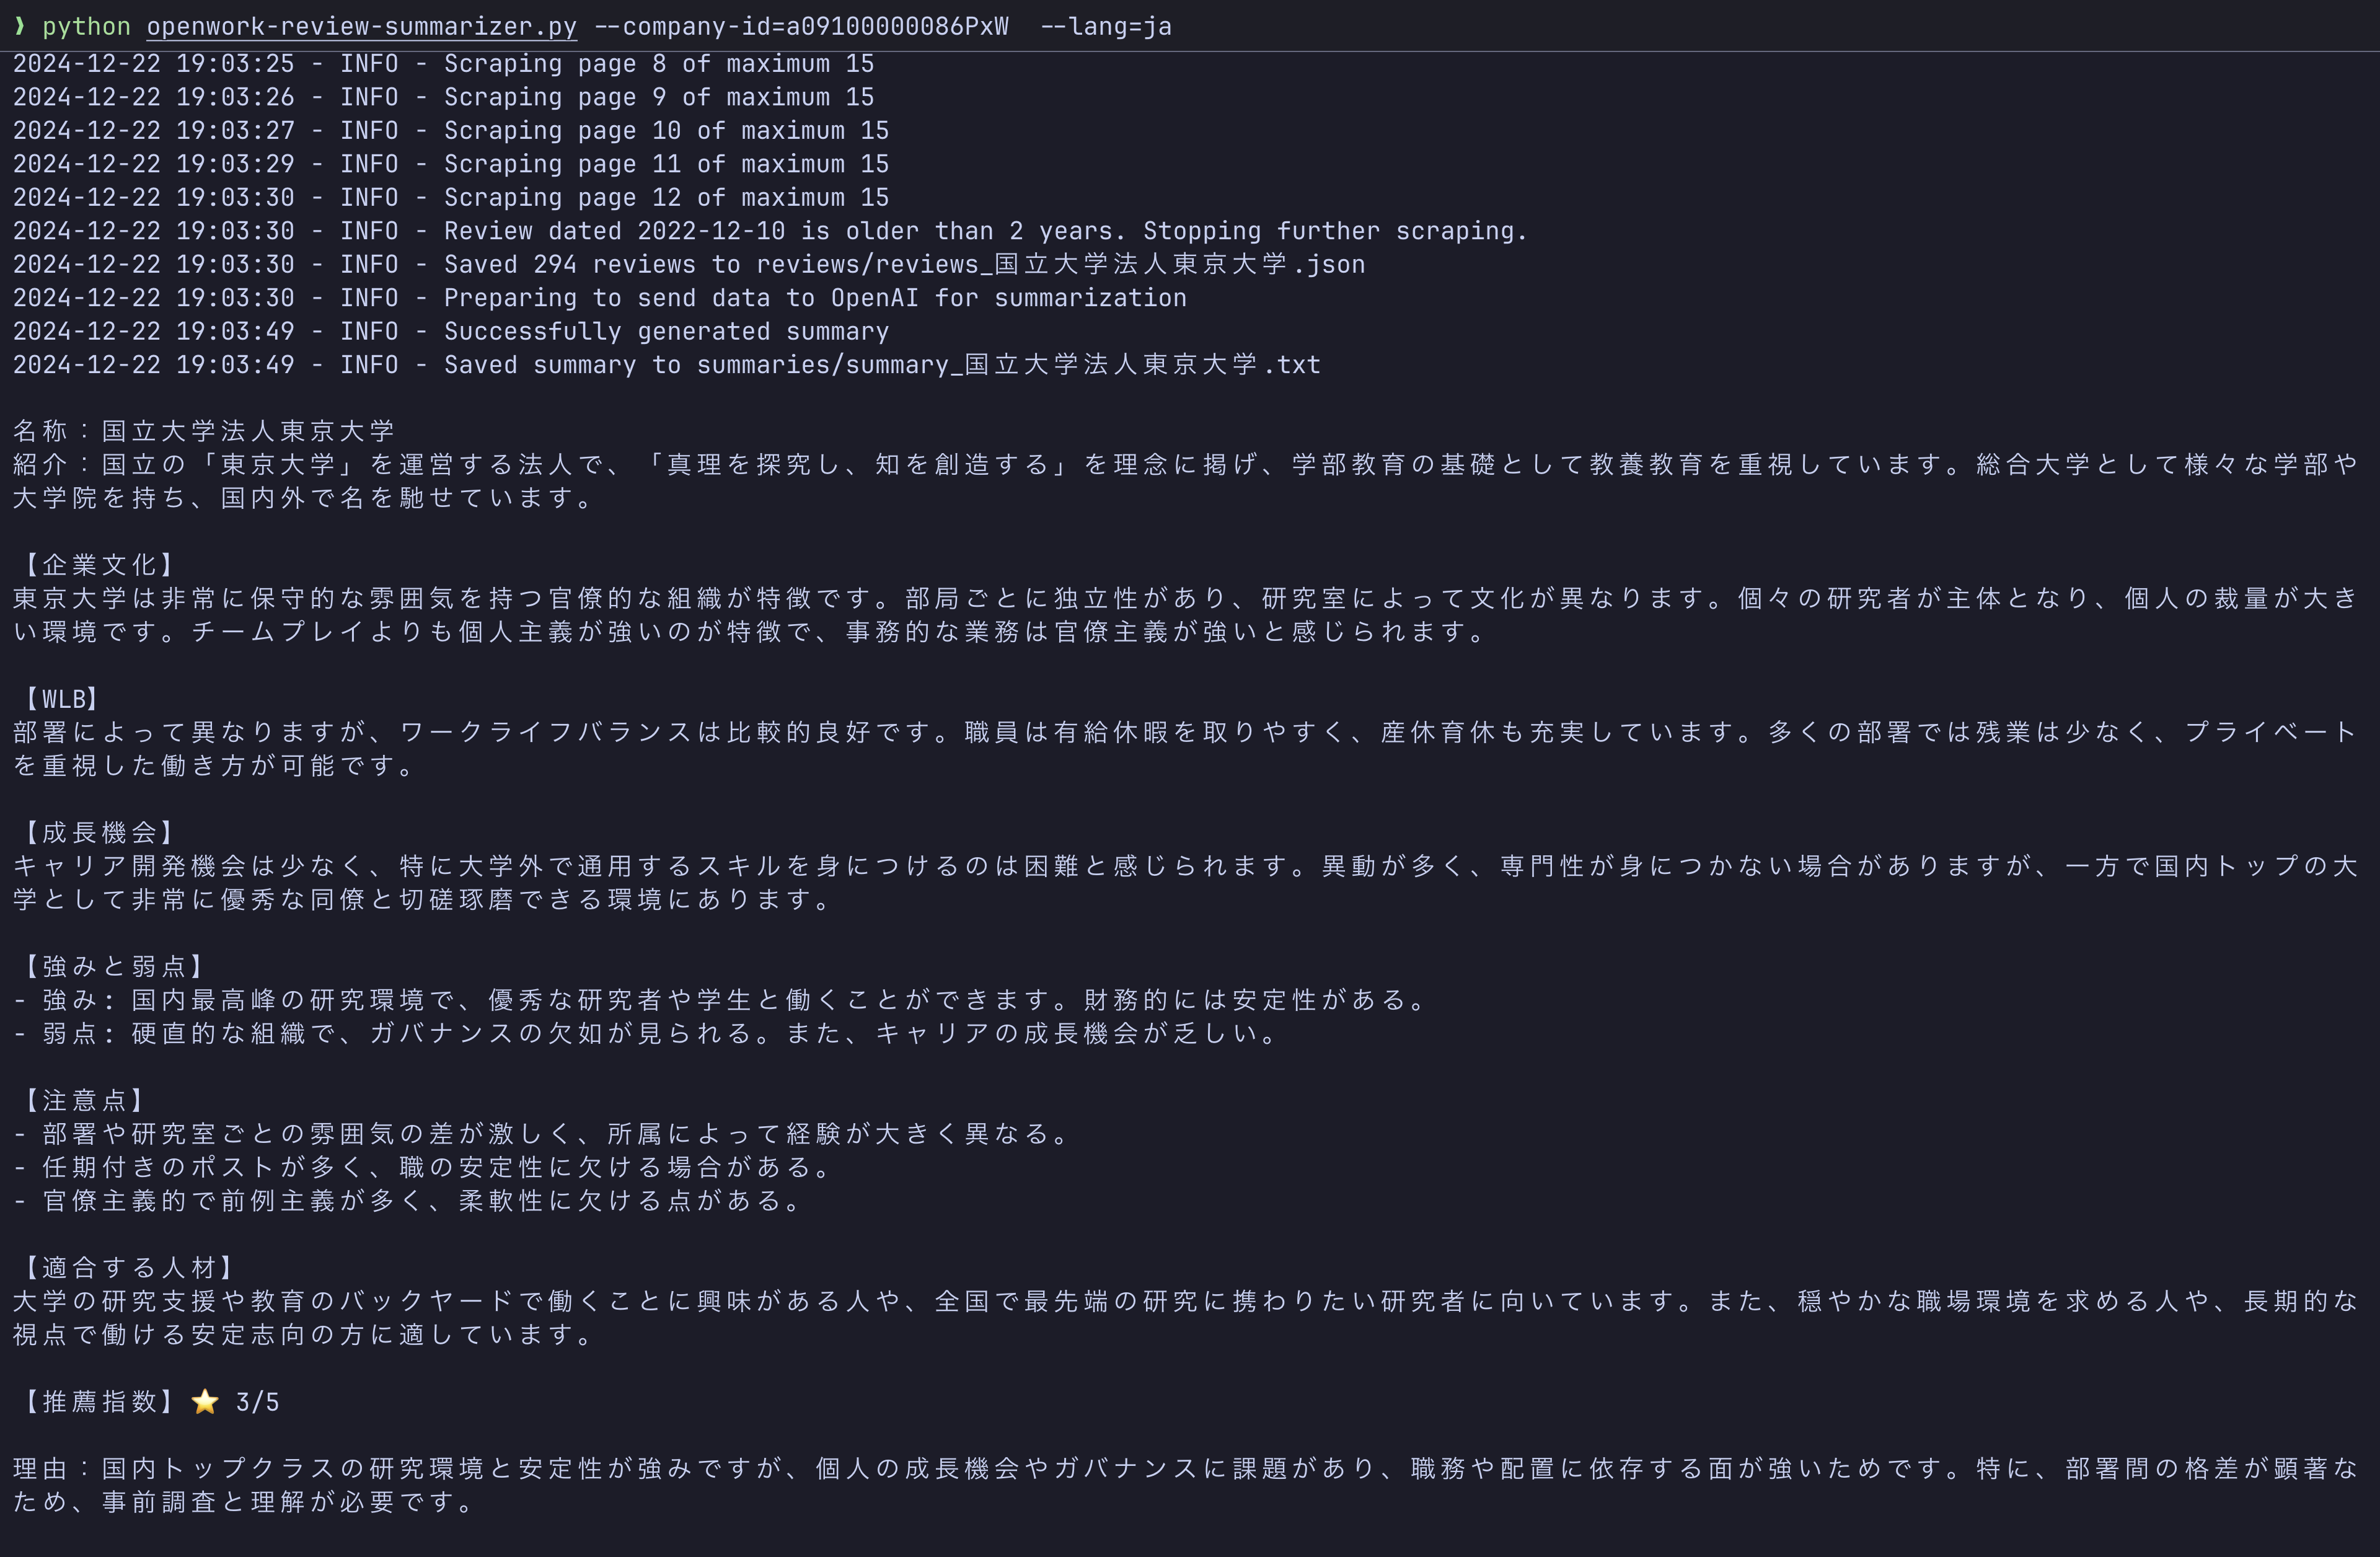 ❱ python openwork-review-summarizer.py --company-id=a09100000086PxW  --lang=ja
2024-12-22 19:03:25 - INFO - Scraping page 8 of maximum 15
2024-12-22 19:03:26 - INFO - Scraping page 9 of maximum 15
2024-12-22 19:03:27 - INFO - Scraping page 10 of maximum 15
2024-12-22 19:03:29 - INFO - Scraping page 11 of maximum 15
2024-12-22 19:03:30 - INFO - Scraping page 12 of maximum 15
2024-12-22 19:03:30 - INFO - Review dated 2022-12-10 is older than 2 years. Stopping further scraping.
2024-12-22 19:03:30 - INFO - Saved 294 reviews to reviews/reviews_国立大学法人東京大学.json
2024-12-22 19:03:30 - INFO - Preparing to send data to OpenAI for summarization
2024-12-22 19:03:49 - INFO - Successfully generated summary
2024-12-22 19:03:49 - INFO - Saved summary to summaries/summary_国立大学法人東京大学.txt
名称：国立大学法人東京大学
紹介：国立の「東京大学」を運営する法人で、「真理を探究し、知を創造する」を理念に掲げ、学部教育の基礎として教養教育を重視しています。総合大学として様々な学部や
大学院を持ち、国内外で名を馳せています。
【企業文化】
東京大学は非常に保守的な雰囲気を持つ官僚的な組織が特徴です。部局ごとに独立性があり、研究室によって文化が異なります。個々の研究者が主体となり、個人の裁量が大き
い環境です。チームプレイよりも個人主義が強いのが特徴で、事務的な業務は官僚主義が強いと感じられます。
【WLB】
部署によって異なりますが、ワークライフバランスは比較的良好です。職員は有給休暇を取りやすく、産休育休も充実しています。多くの部署では残業は少なく、プライベート
を重視した働き方が可能です。
【成長機会】
キャリア開発機会は少なく、特に大学外で通用するスキルを身につけるのは困難と感じられます。異動が多く、専門性が身につかない場合がありますが、一方で国内トップの大
学として非常に優秀な同僚と切磋琢磨できる環境にあります。
【強みと弱点】
- 強み: 国内最高峰の研究環境で、優秀な研究者や学生と働くことができます。財務的には安定性がある。
- 弱点: 硬直的な組織で、ガバナンスの欠如が見られる。また、キャリアの成長機会が乏しい。
【注意点】
- 部署や研究室ごとの雰囲気の差が激しく、所属によって経験が大きく異なる。
- 任期付きのポストが多く、職の安定性に欠ける場合がある。
- 官僚主義的で前例主義が多く、柔軟性に欠ける点がある。
【適合する人材】
大学の研究支援や教育のバックヤードで働くことに興味がある人や、全国で最先端の研究に携わりたい研究者に向いています。また、穏やかな職場環境を求める人や、長期的な
視点で働ける安定志向の方に適しています。
【推薦指数】⭐ 3/5
理由：国内トップクラスの研究環境と安定性が強みですが、個人の成長機会やガバナンスに課題があり、職務や配置に依存する面が強いためです。特に、部署間の格差が顕著な
ため、事前調査と理解が必要です。